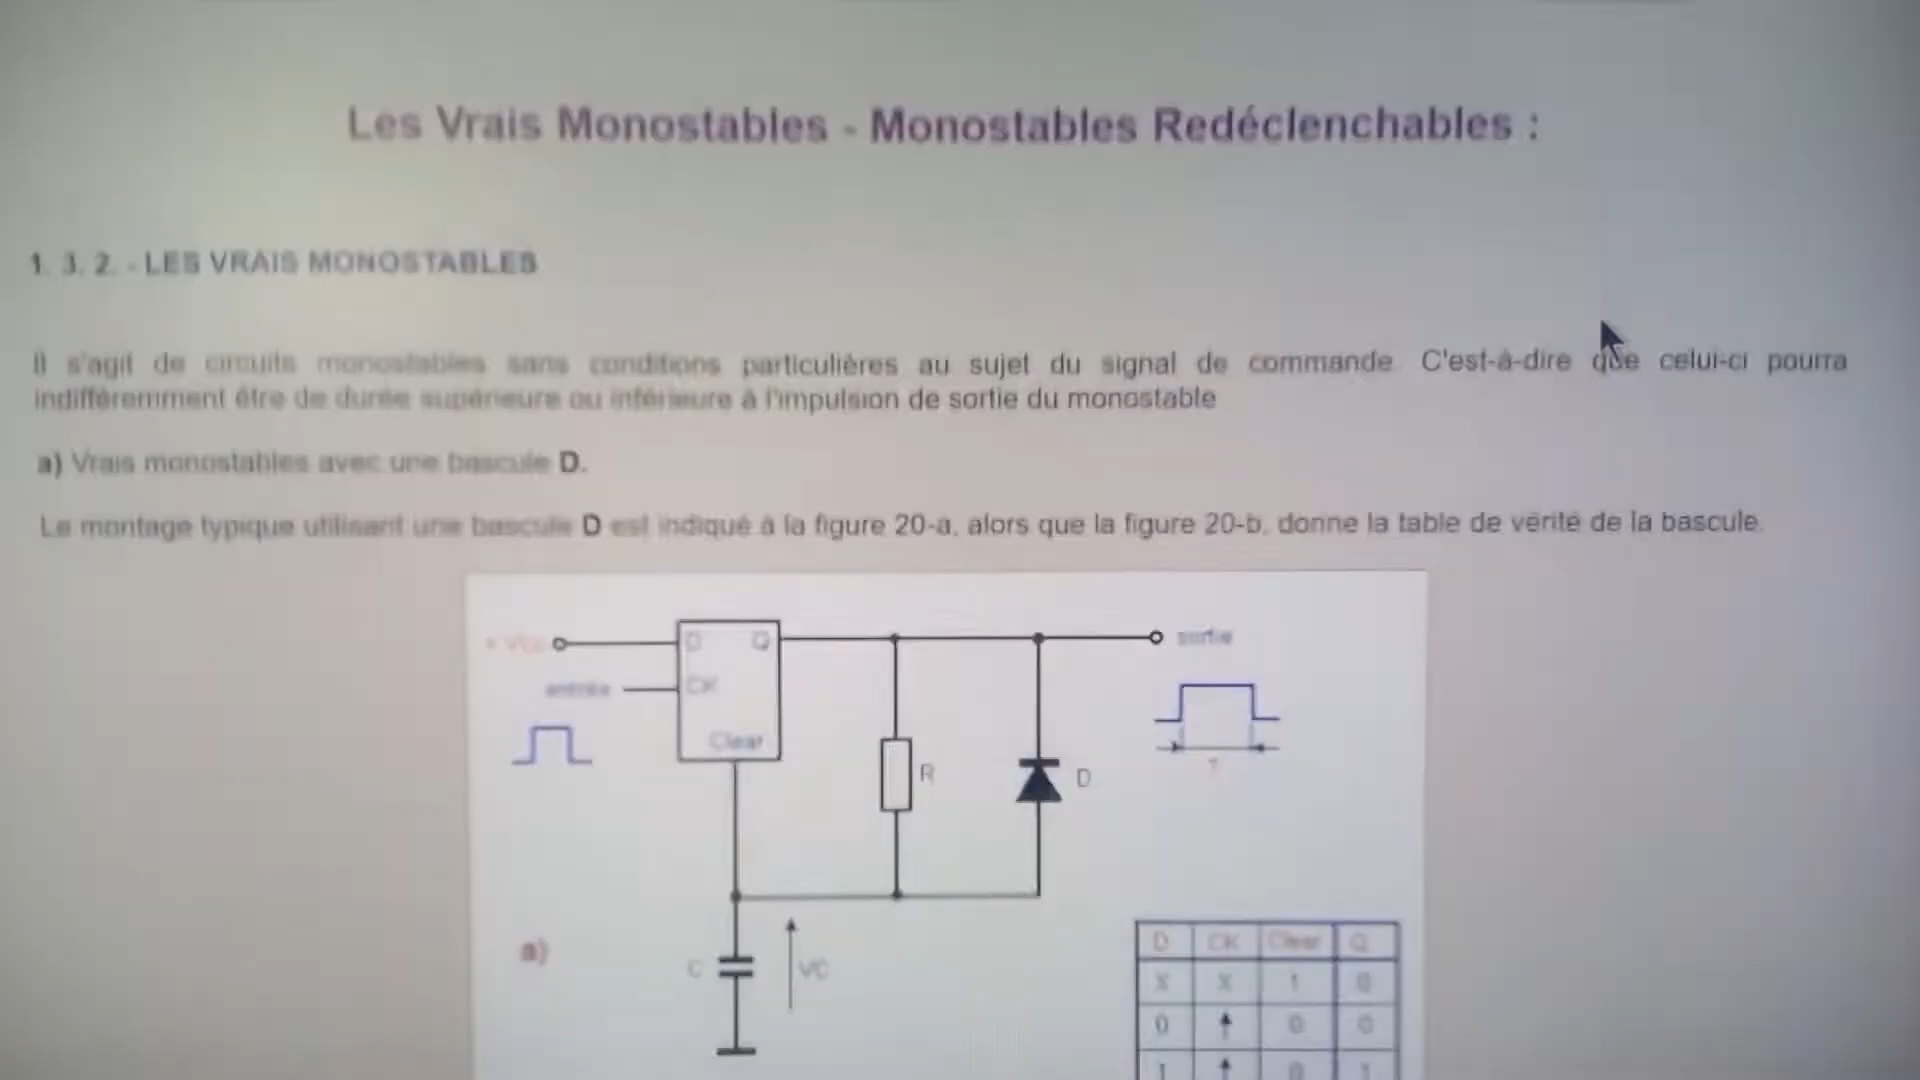 Les Vrais Monostables - Monostables Redéclenchables :
1. 3. 2. - LES VRAIS MONOSTABLES
Il s'agit de circuits monostables sans conditions particulières au sujet du signal de commande. C'est-à-dire que celui-ci pourra
indifféremment être de durée supérieure ou inférieure à l'impulsion de sortie du monostable
a) Vrais monostables avec une bascule D.
Le montage typique utilisant une bascule D est indiqué à la figure 20-a, alors que la figure 20-b, donne la table de vérité de la bascule.
+ Vcc D Q sortie
entrée CK
Clear
R D
a) C VC
D CK Clear Q
X X 1 0
0 ↑ 0 0
1 ↑ 0 1